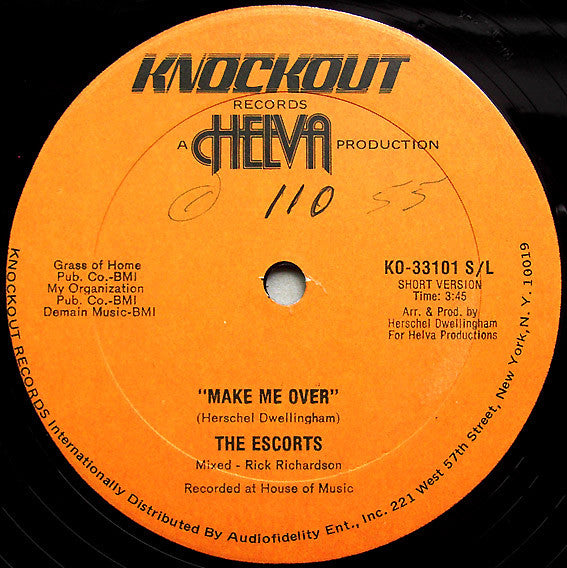 KNOCKOUT
RECORDS
A HELVA PRODUCTION
© 110 55
Grass of Home
Pub. Co.-BMI
My Organization
Pub. Co.-BMI
Demain Music-BMI
KO-33101 S/L
SHORT VERSION
Time: 3:45
Arr. & Prod. by
Herschel Dwellingham
For Helva Productions
"MAKE ME OVER"
(Herschel Dwellingham)
THE ESCORTS
Mixed - Rick Richardson
Recorded at House of Music
KNOCKOUT RECORDS Internationally Distributed By Audiofidelity Ent., Inc. 221 West 57th Street, New York, N. Y. 10019